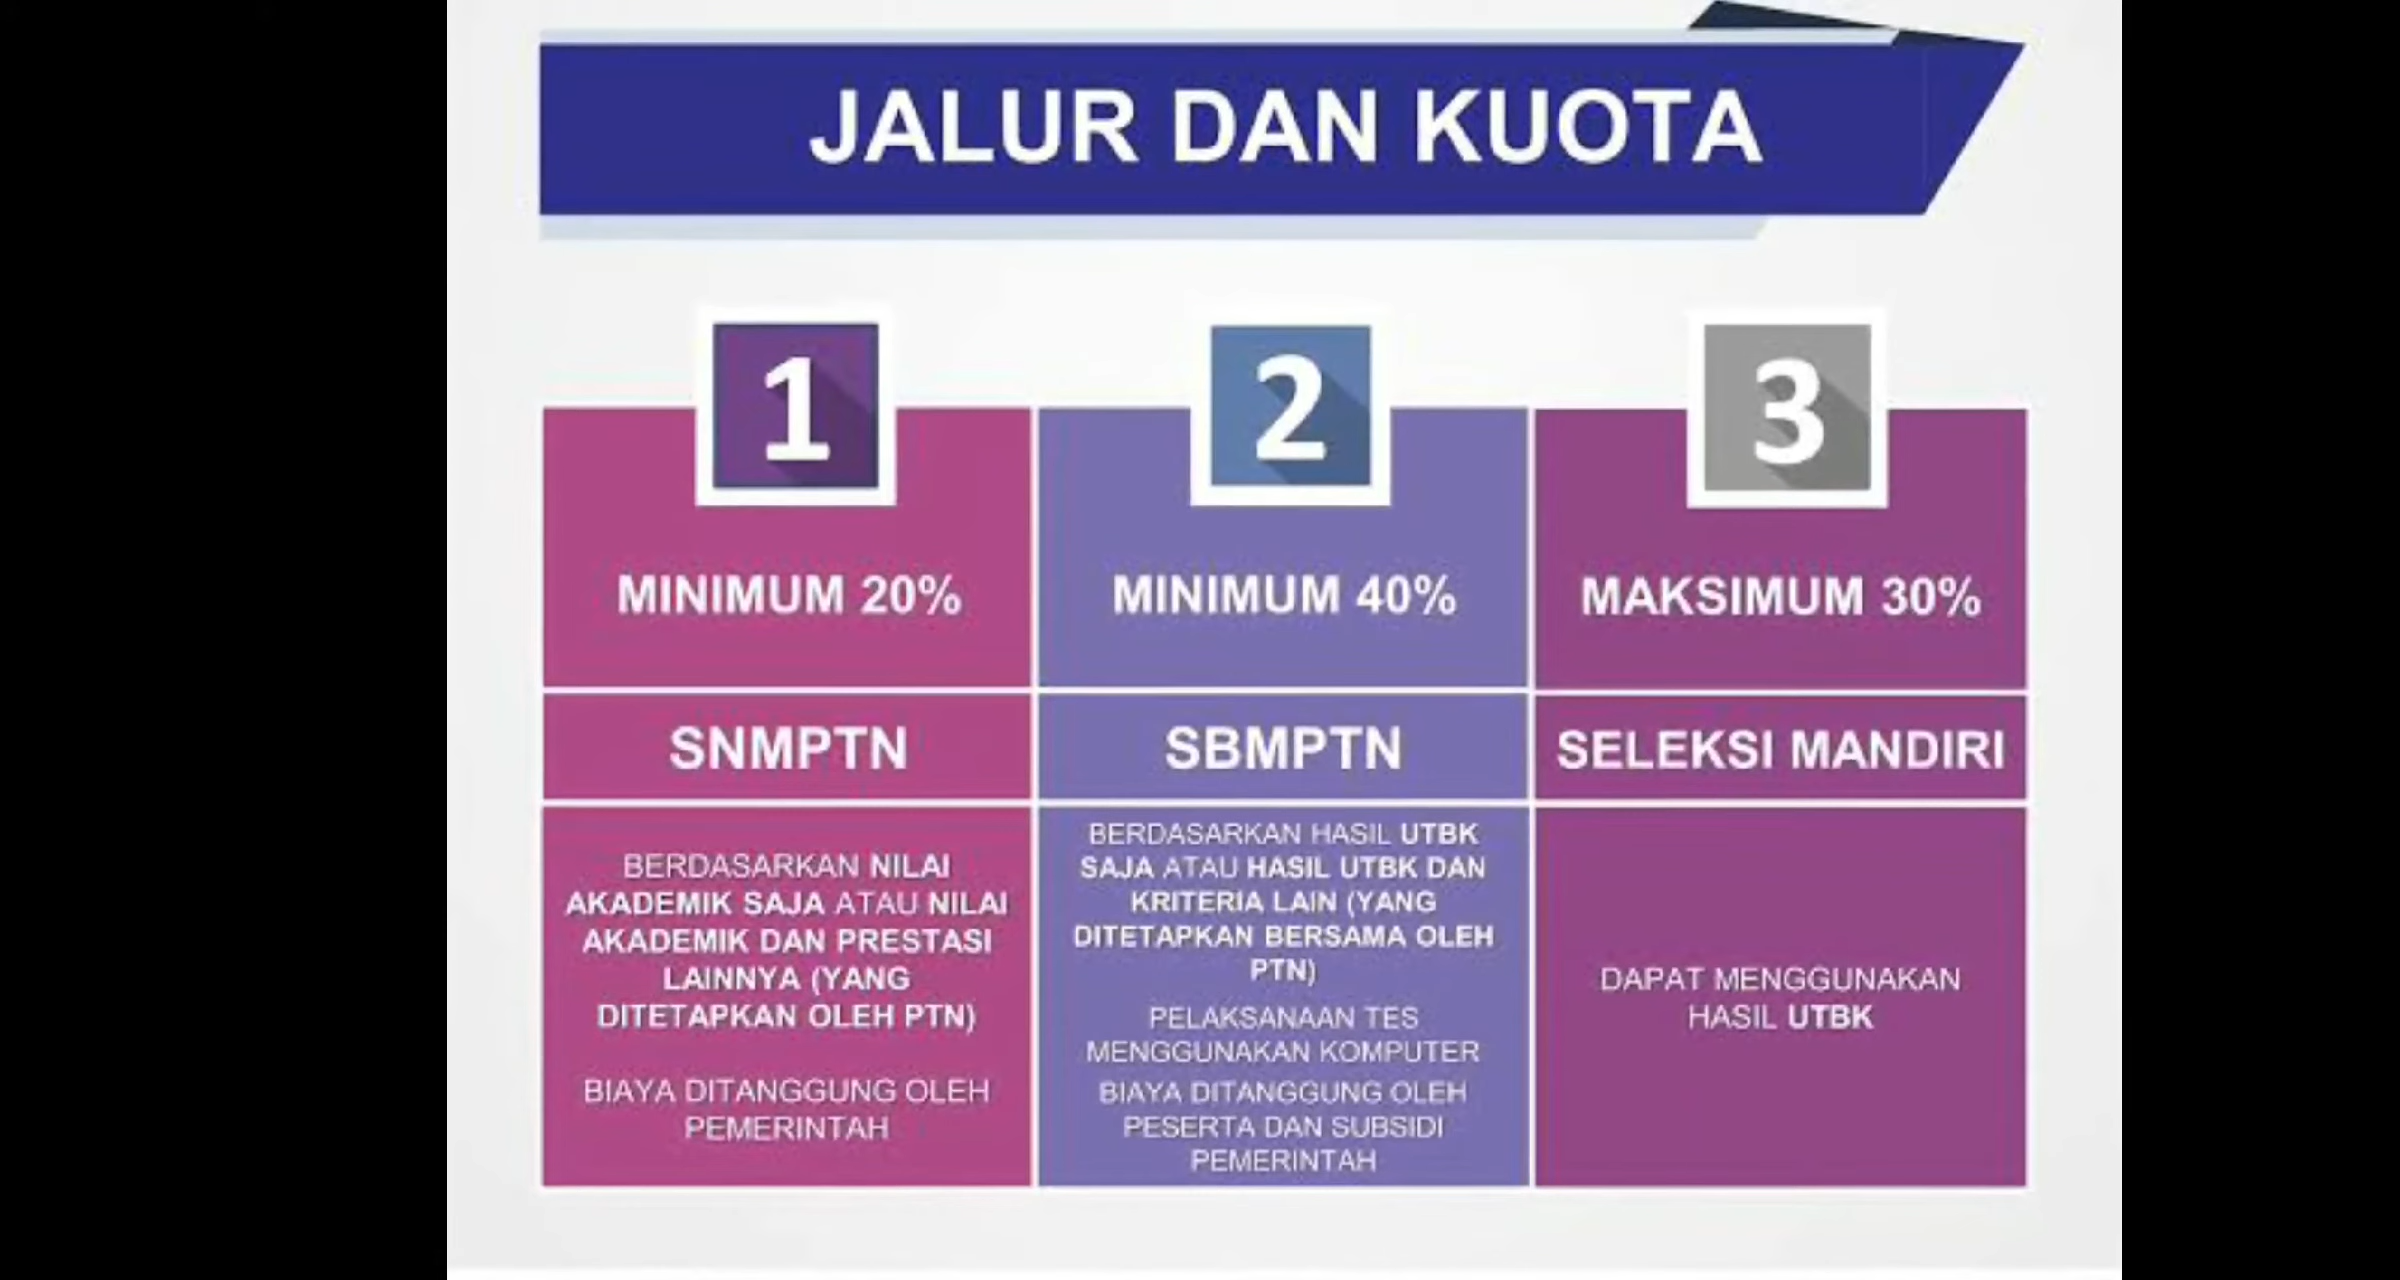 JALUR DAN KUOTA
1
MINIMUM 20%
SNMPTN
BERDASARKAN NILAI
AKADEMIK SAJA ATAU NILAI
AKADEMIK DAN PRESTASI
LAINNYA (YANG
DITETAPKAN OLEH PTN)
BIAYA DITANGGUNG OLEH
PEMERINTAH
2
MINIMUM 40%
SBMPTN
BERDASARKAN HASIL UTBK
SAJA ATAU HASIL UTBK DAN
KRITERIA LAIN (YANG
DITETAPKAN BERSAMA OLEH
PTN)
PELAKSANAAN TES
MENGGUNAKAN KOMPUTER
BIAYA DITANGGUNG OLEH
PESERTA DAN SUBSIDI
PEMERINTAH
3
MAKSIMUM 30%
SELEKSI MANDIRI
DAPAT MENGGUNAKAN
HASIL UTBK